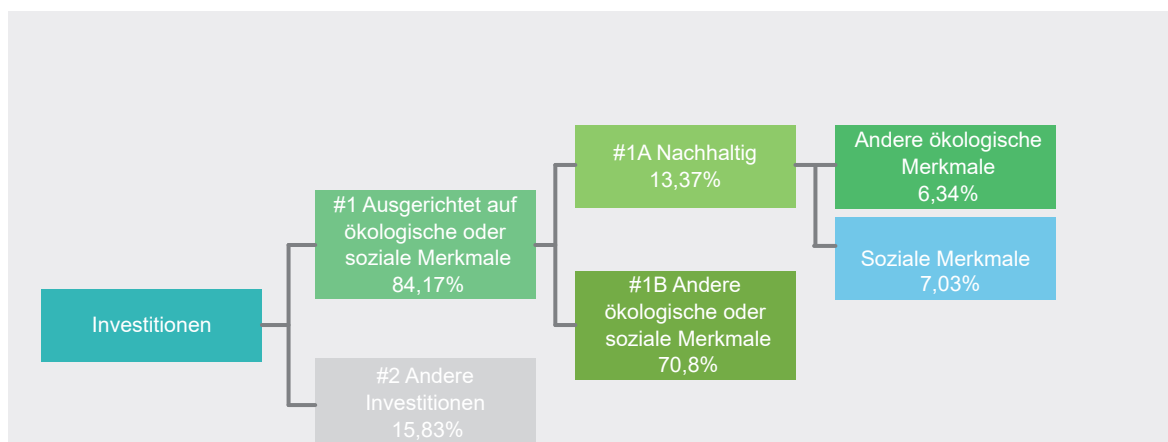 Investitionen
#1 Ausgerichtet auf
ökologische oder
soziale Merkmale
84,17%
#2 Andere
Investitionen
15,83%
#1A Nachhaltig
13,37%
#1B Andere
ökologische oder
soziale Merkmale
70,8%
Andere ökologische
Merkmale
6,34%
Soziale Merkmale
7,03%